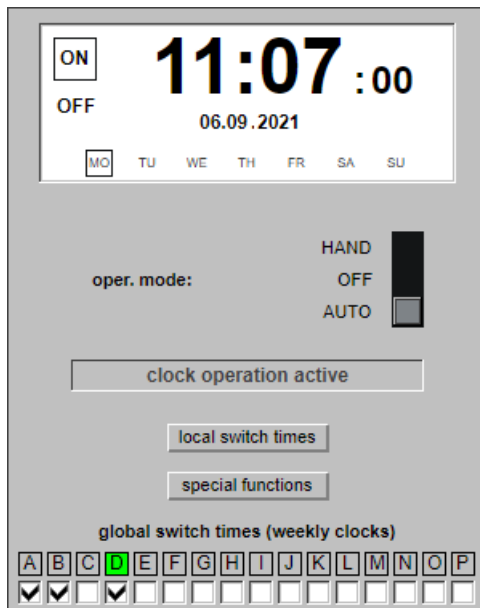 ON
11:07:00
OFF
06.09.2021
MO TU WE TH FR SA SU
HAND
oper. mode: OFF
AUTO
clock operation active
local switch times
special functions
global switch times (weekly clocks)
A B C D E F G H I J K L M N O P